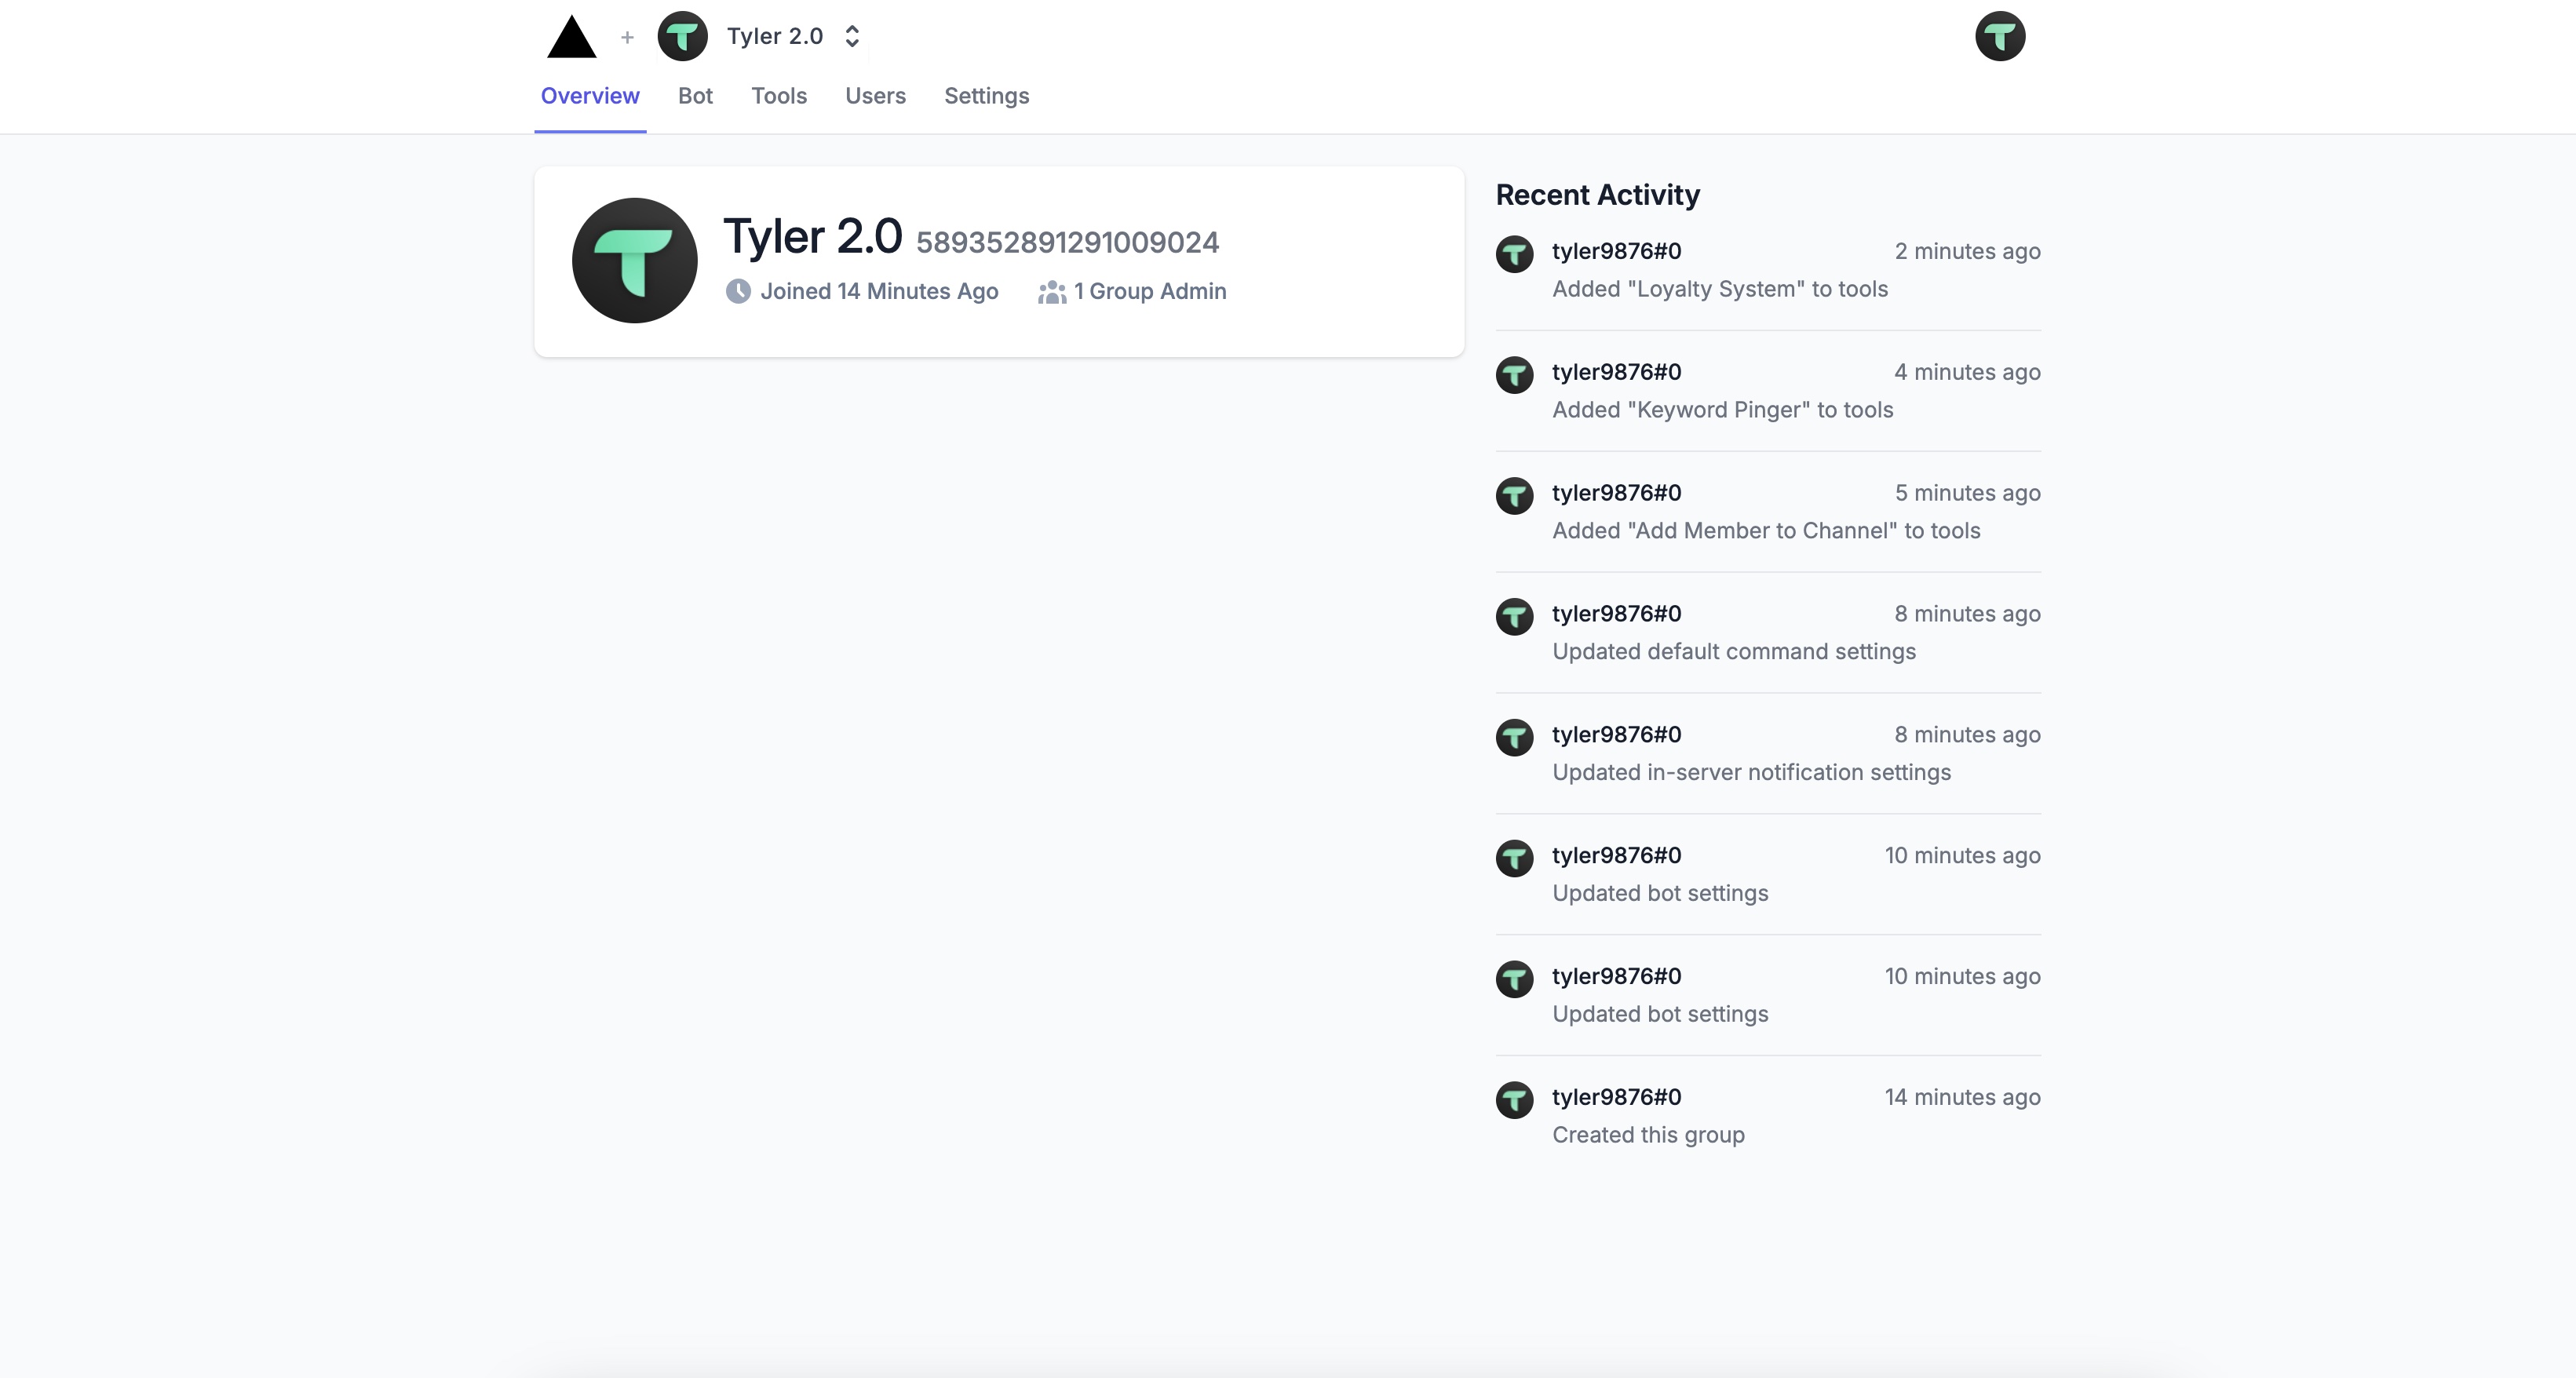 + Tyler 2.0
Overview Bot Tools Users Settings
Tyler 2.0 589352891291009024
Joined 14 Minutes Ago 1 Group Admin
Recent Activity
tyler9876#0 2 minutes ago
Added "Loyalty System" to tools
tyler9876#0 4 minutes ago
Added "Keyword Pinger" to tools
tyler9876#0 5 minutes ago
Added "Add Member to Channel" to tools
tyler9876#0 8 minutes ago
Updated default command settings
tyler9876#0 8 minutes ago
Updated in-server notification settings
tyler9876#0 10 minutes ago
Updated bot settings
tyler9876#0 10 minutes ago
Updated bot settings
tyler9876#0 14 minutes ago
Created this group